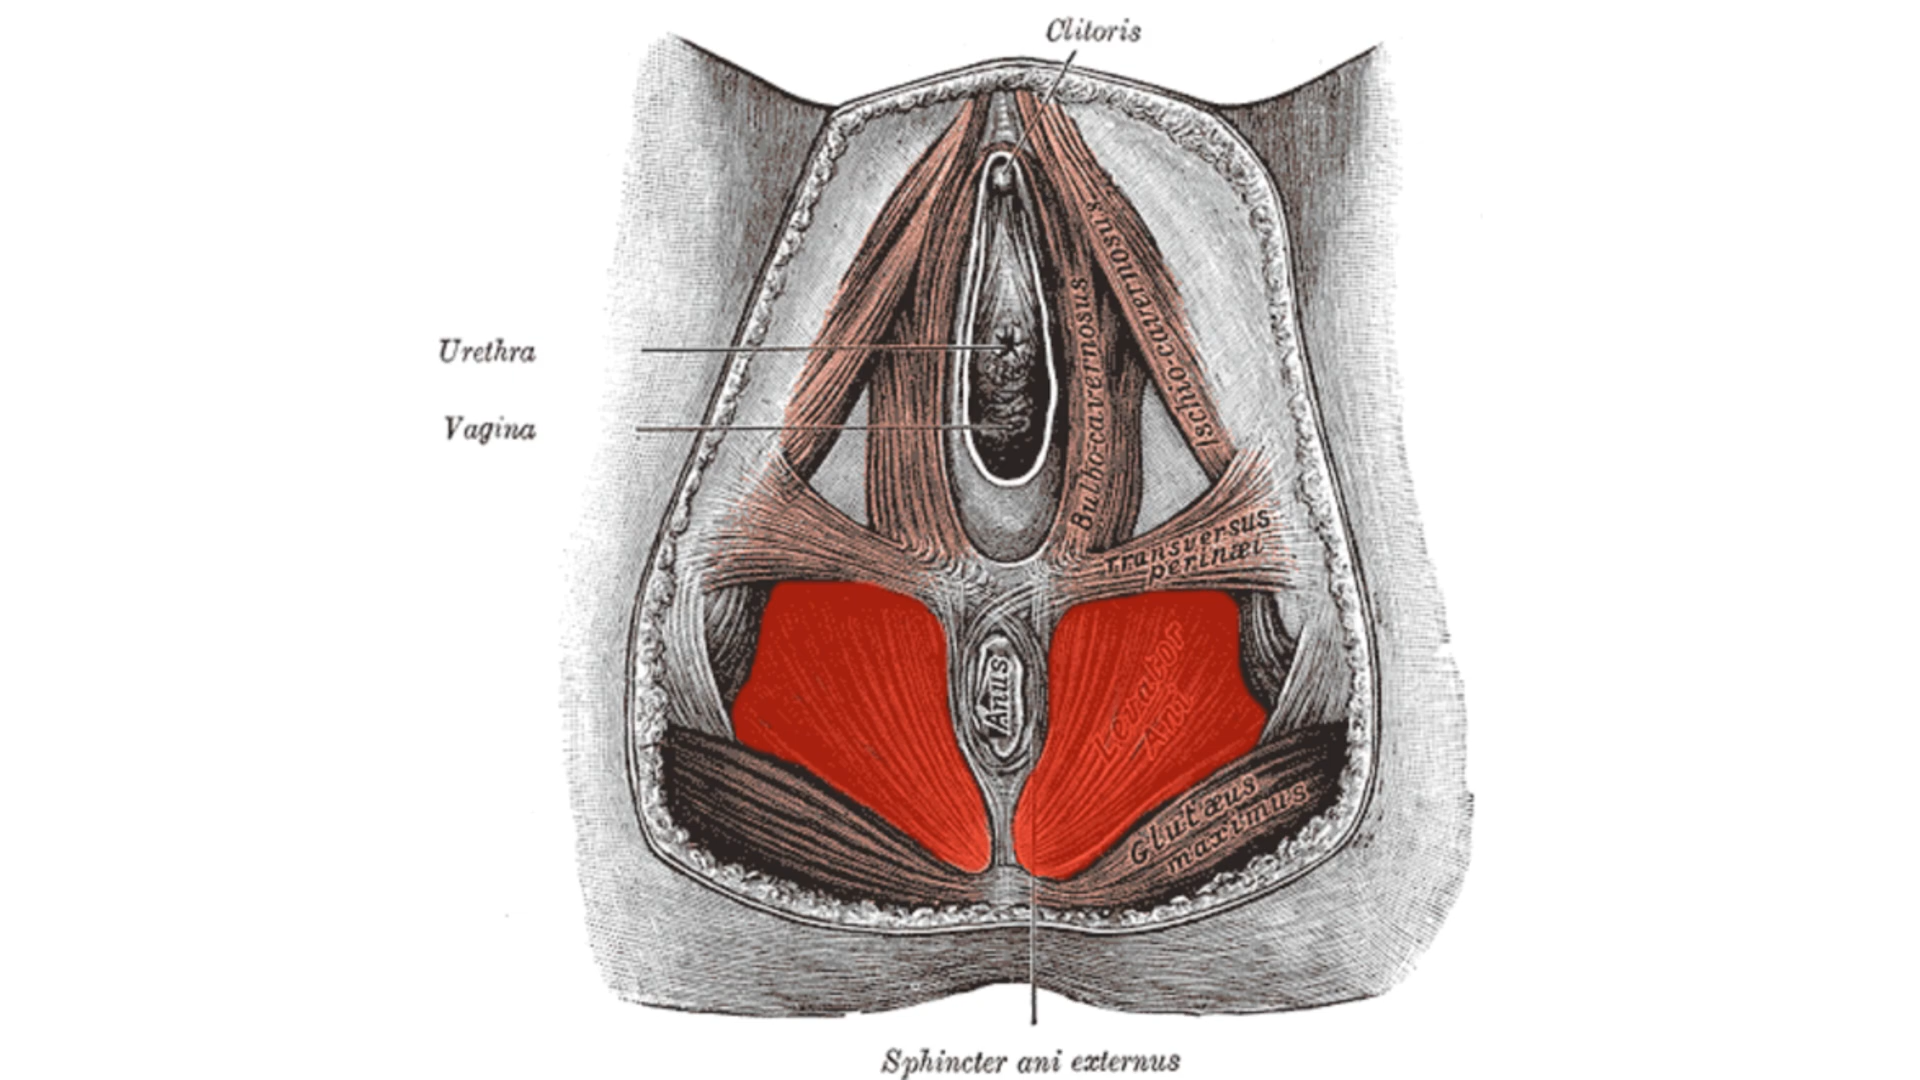 Clitoris
Ischio-cavernosus
Bulbo-cavernosus
Urethra
Vagina
Transversus
perinæi
Anus
Levator
Ani
Glutæus
maximus
Sphincter ani externus